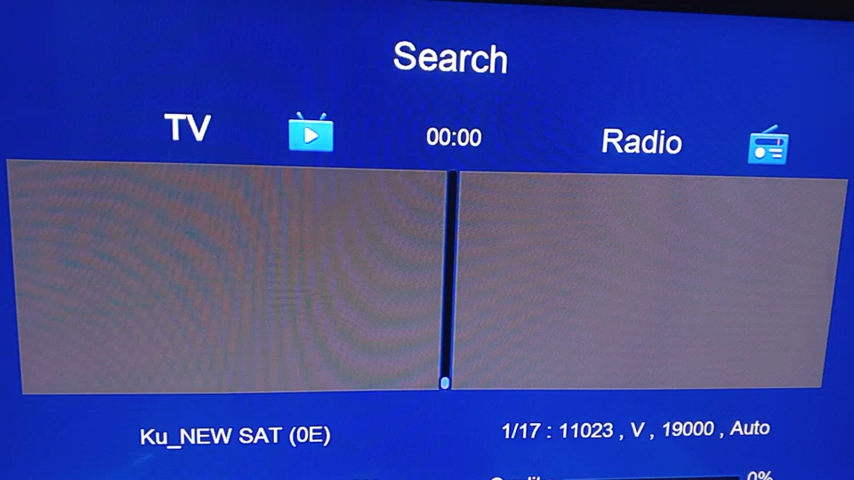 Search
TV 00:00 Radio
Ku_NEW SAT (0E) 1/17 : 11023 , V , 19000 , Auto
0%